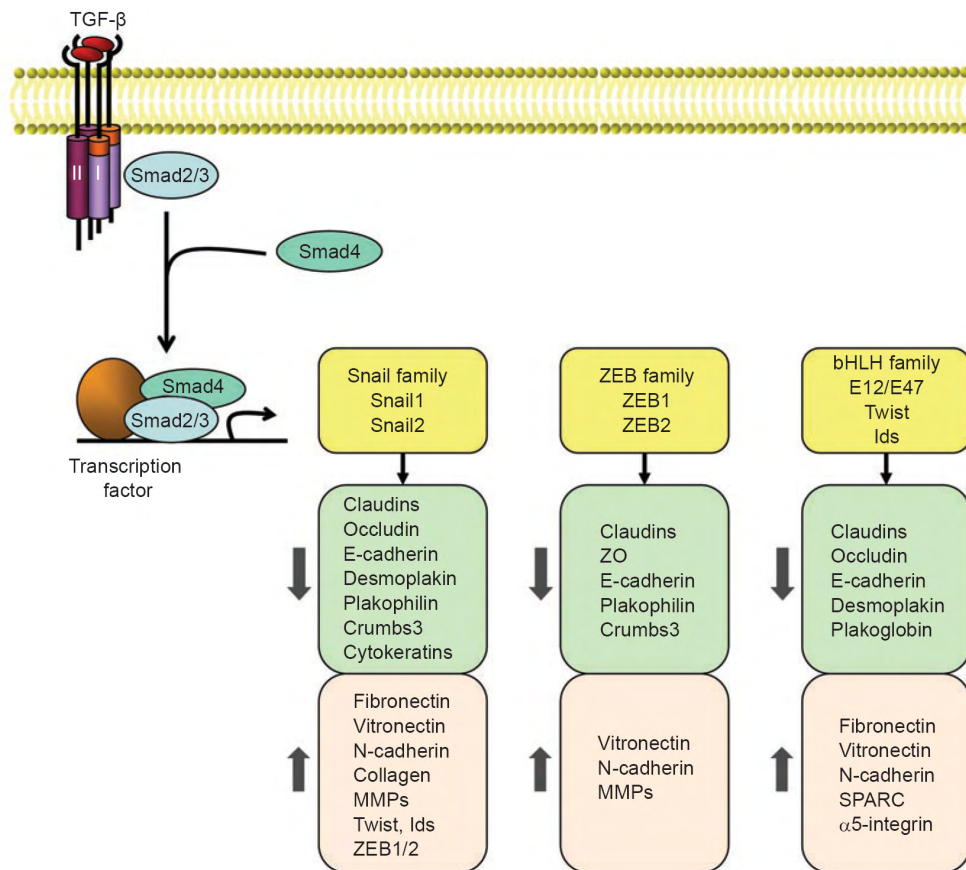 TGF-β
II
I
Smad2/3
Smad4
Smad4
Smad2/3
Transcription
factor
Snail family
Snail1
Snail2
ZEB family
ZEB1
ZEB2
bHLH family
E12/E47
Twist
Ids
Claudins
Occludin
E-cadherin
Desmoplakin
Plakophilin
Crumbs3
Cytokeratins
Claudins
ZO
E-cadherin
Plakophilin
Crumbs3
Claudins
Occludin
E-cadherin
Desmoplakin
Plakoglobin
Fibronectin
Vitronectin
N-cadherin
Collagen
MMPs
Twist, Ids
ZEB1/2
Vitronectin
N-cadherin
MMPs
Fibronectin
Vitronectin
N-cadherin
SPARC
α5-integrin